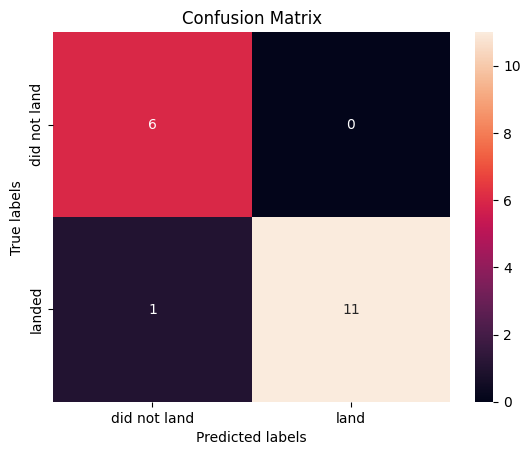 Confusion Matrix
True labels
did not land
landed
6
0
1
11
did not land
land
Predicted labels
10
8
6
4
2
0